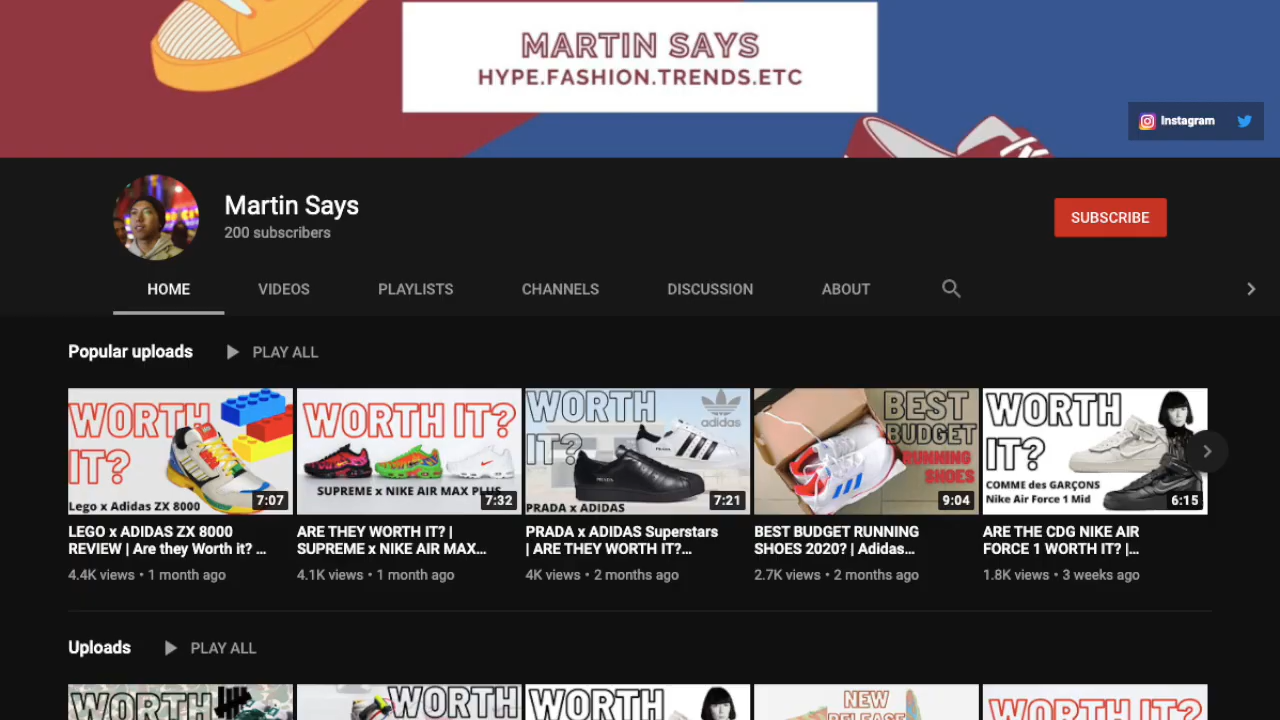 MARTIN SAYS
HYPE.FASHION.TRENDS.ETC
Instagram
Martin Says
200 subscribers
SUBSCRIBE
HOME VIDEOS PLAYLISTS CHANNELS DISCUSSION ABOUT
Popular uploads PLAY ALL
WORTH IT?
Lego x Adidas ZX 8000
7:07
WORTH IT?
SUPREME x NIKE AIR MAX PLUS
7:32
WORTH IT?
adidas
PRADA x ADIDAS
7:21
BEST BUDGET RUNNING SHOES
9:04
WORTH IT?
COMME des GARÇONS
Nike Air Force 1 Mid
6:15
LEGO x ADIDAS ZX 8000
REVIEW | Are they Worth it? ...
4.4K views • 1 month ago
ARE THEY WORTH IT? |
SUPREME x NIKE AIR MAX...
4.1K views • 1 month ago
PRADA x ADIDAS Superstars
| ARE THEY WORTH IT?...
4K views • 2 months ago
BEST BUDGET RUNNING
SHOES 2020? | Adidas...
2.7K views • 2 months ago
ARE THE CDG NIKE AIR
FORCE 1 WORTH IT? |...
1.8K views • 3 weeks ago
Uploads PLAY ALL
WORTH
WORTH
WORTH
NEW
RELEASE
WORTH IT?